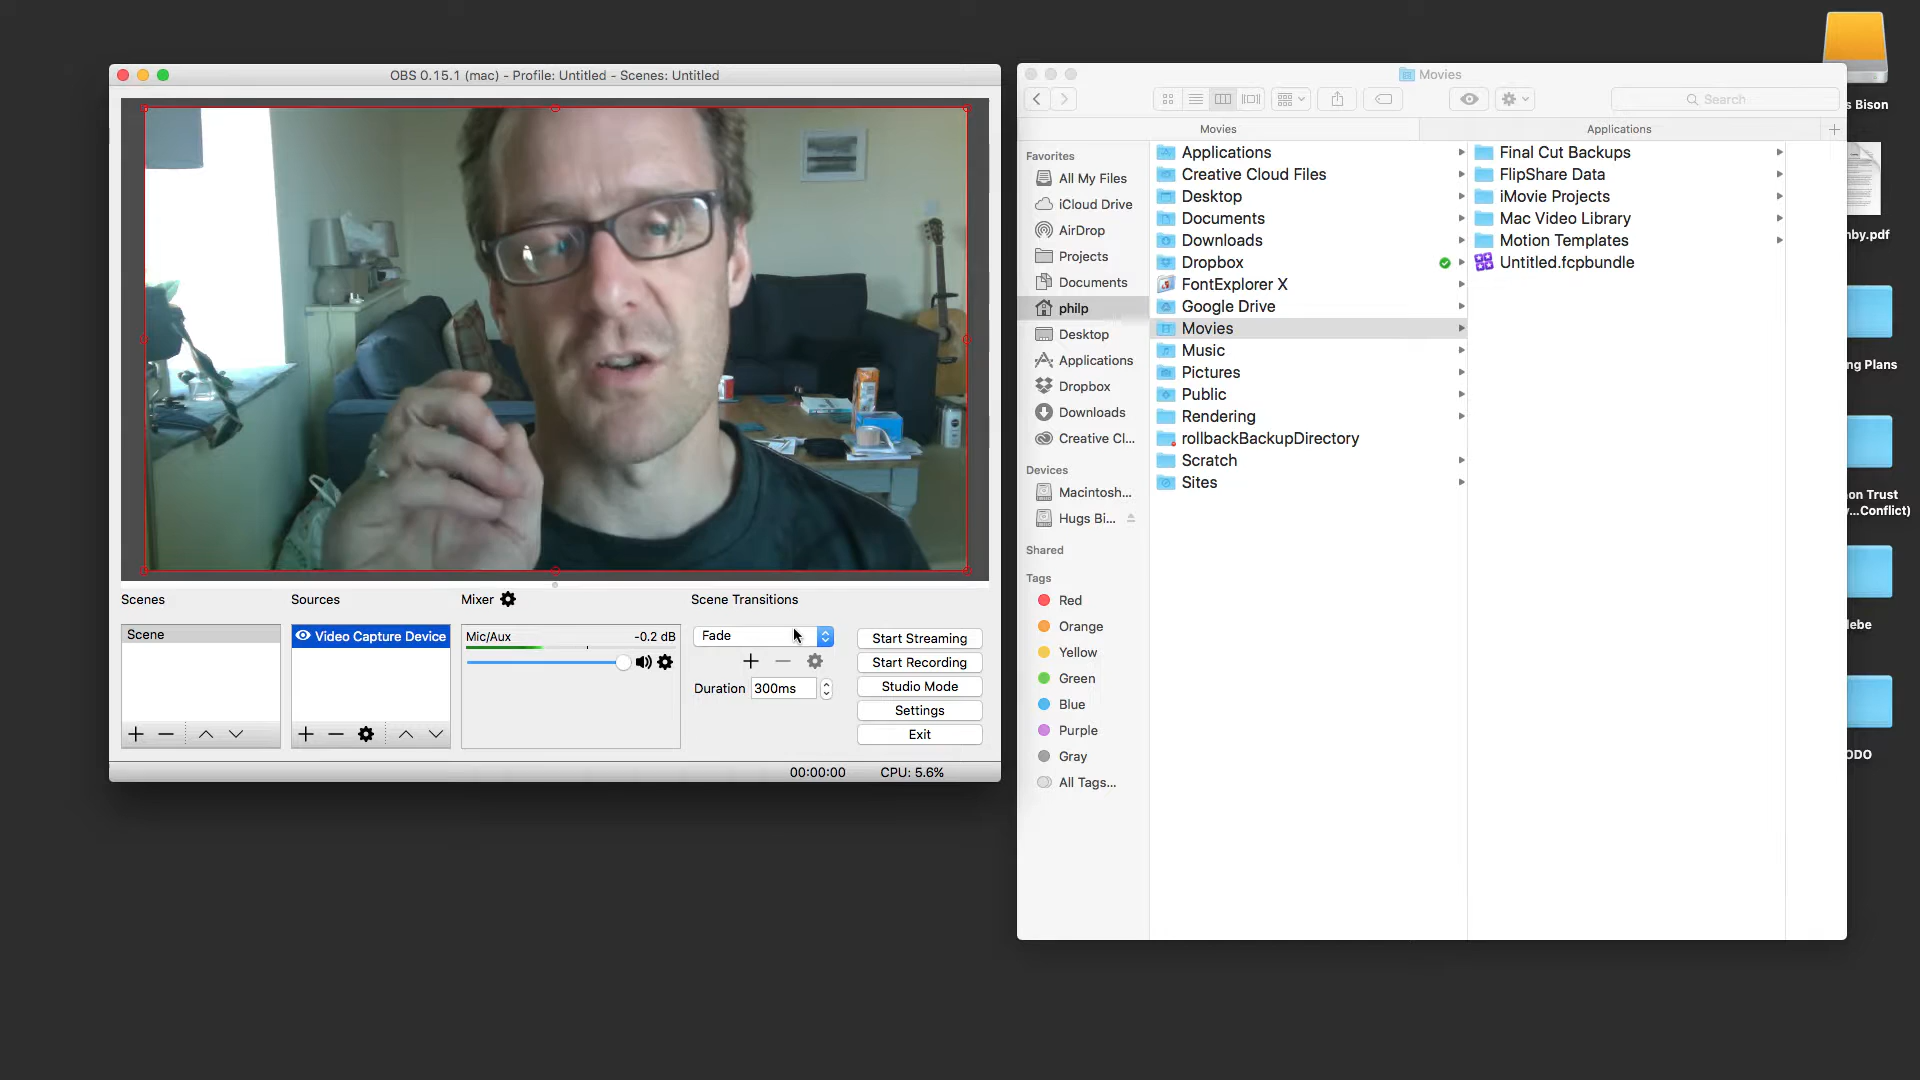 OBS 0.15.1 (mac) - Profile: Untitled - Scenes: Untitled
Scenes
Sources
Mixer
Scene Transitions
Scene
Video Capture Device
Mic/Aux
-0.2 dB
Fade
Duration
300ms
Start Streaming
Start Recording
Studio Mode
Settings
Exit
00:00:00
CPU: 5.6%
Movies
Search
Movies
Applications
Favorites
All My Files
iCloud Drive
AirDrop
Projects
Documents
philp
Desktop
Applications
Dropbox
Downloads
Creative Cl...
Devices
Macintosh...
Hugs Bi...
Shared
Tags
Red
Orange
Yellow
Green
Blue
Purple
Gray
All Tags...
Applications
Creative Cloud Files
Desktop
Documents
Downloads
Dropbox
FontExplorer X
Google Drive
Movies
Music
Pictures
Public
Rendering
rollbackBackupDirectory
Scratch
Sites
Final Cut Backups
FlipShare Data
iMovie Projects
Mac Video Library
Motion Templates
Untitled.fcpbundle
s Bison
nby.pdf
ng Plans
on Trust
...Conflict)
lebe
ODO